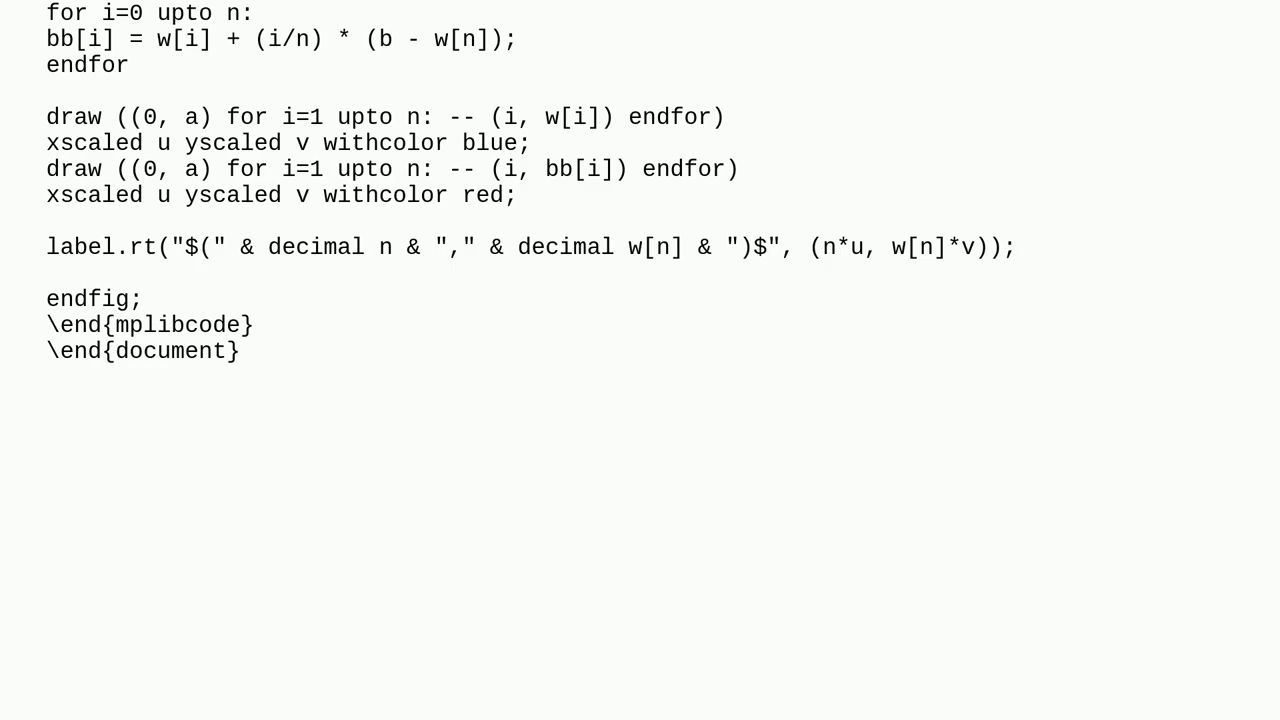 for i=0 upto n:
bb[i] = w[i] + (i/n) * (b - w[n]);
endfor
draw ((0, a) for i=1 upto n: -- (i, w[i]) endfor)
xscaled u yscaled v withcolor blue;
draw ((0, a) for i=1 upto n: -- (i, bb[i]) endfor)
xscaled u yscaled v withcolor red;
label.rt("$(" & decimal n & "," & decimal w[n] & ")$", (n*u, w[n]*v));
endfig;
\end{mplibcode}
\end{document}